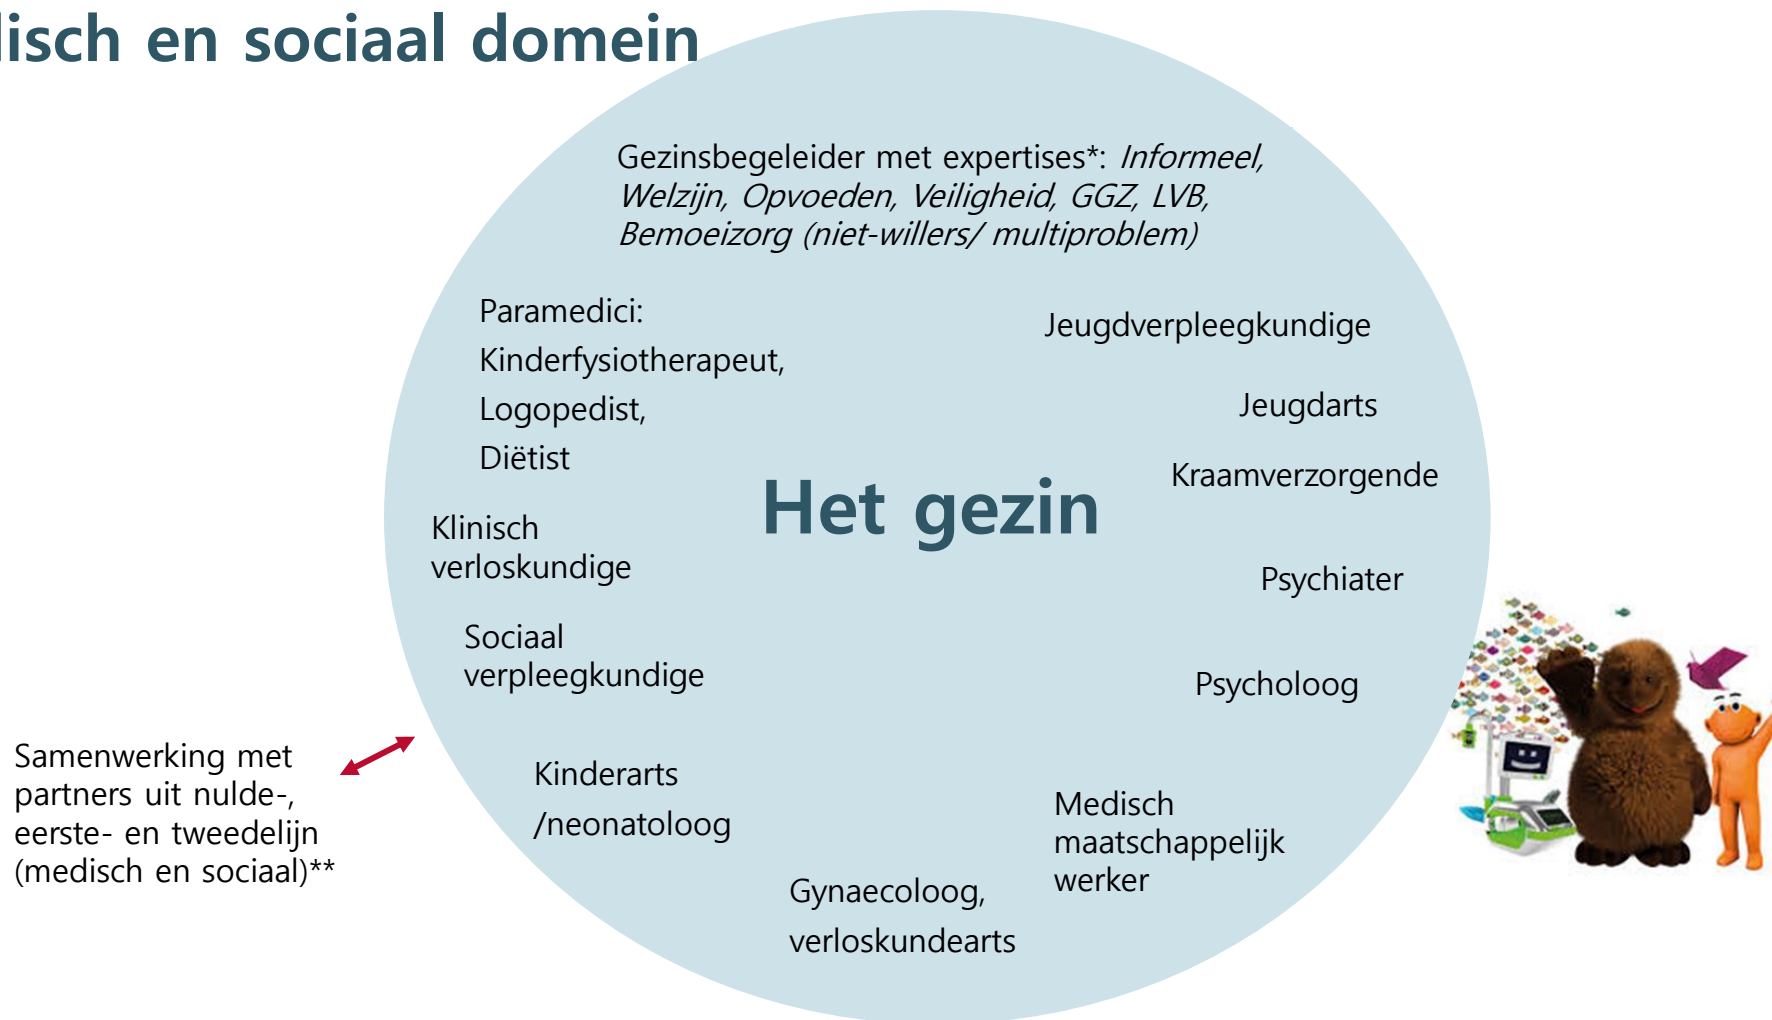 disch en sociaal domein
Gezinsbegeleider met expertises*: Informeel,
Welzijn, Opvoeden, Veiligheid, GGZ, LVB,
Bemoeizorg (niet-willers/ multiproblem)
Paramedici:
Kinderfysiotherapeut,
Logopedist,
Diëtist
Jeugdverpleegkundige
Jeugdarts
Kraamverzorgende
Het gezin
Klinisch
verloskundige
Psychiater
Sociaal
verpleegkundige
Psycholoog
Samenwerking met
partners uit nulde-,
eerste- en tweedelijn
(medisch en sociaal)**
Kinderarts
/neonatoloog
Medisch
maatschappelijk
werker
Gynaecoloog,
verloskundearts